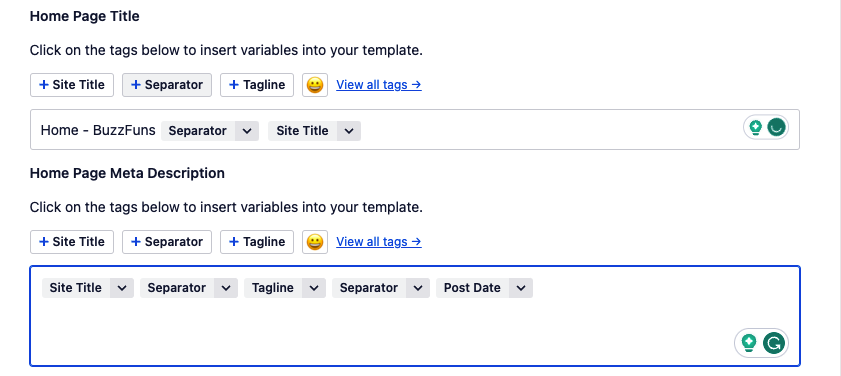 Home Page Title
Click on the tags below to insert variables into your template.
+ Site Title + Separator + Tagline View all tags →
Home - BuzzFuns Separator Site Title
Home Page Meta Description
Click on the tags below to insert variables into your template.
+ Site Title + Separator + Tagline View all tags →
Site Title Separator Tagline Separator Post Date